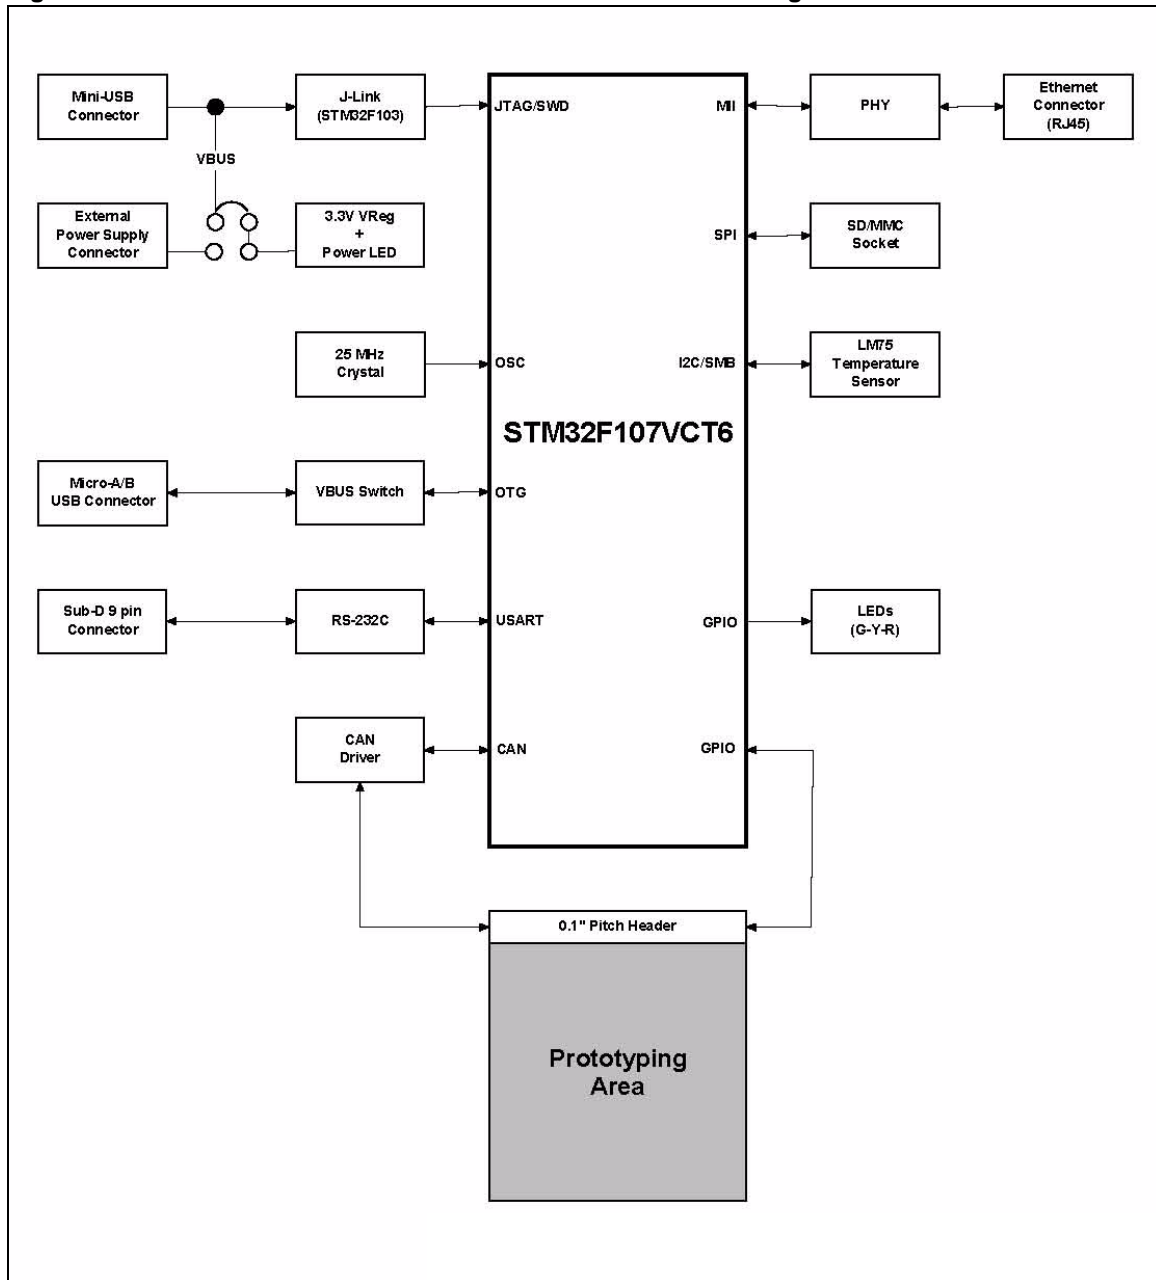 Mini-USB
Connector
J-Link
(STM32F103)
JTAG/SWD
MII
PHY
Ethernet
Connector
(RJ45)
VBUS
External
Power Supply
Connector
3.3V VReg
+
Power LED
SPI
SD/MMC
Socket
25 MHz
Crystal
OSC
I2C/SMB
LM75
Temperature
Sensor
STM32F107VCT6
Micro-A/B
USB Connector
VBUS Switch
OTG
Sub-D 9 pin
Connector
RS-232C
USART
GPIO
LEDs
(G-Y-R)
CAN
Driver
CAN
GPIO
0.1" Pitch Header
Prototyping
Area